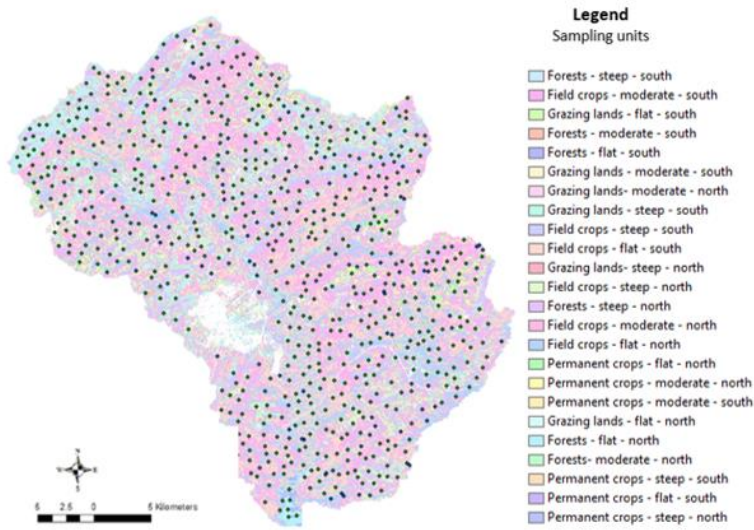 Legend
Sampling units
Forests - steep - south
Field crops - moderate - south
Grazing lands - flat - south
Forests - moderate - south
Forests - flat - south
Grazing lands - moderate - south
Grazing lands- moderate - north
Grazing lands - steep - south
Field crops - steep - south
Field crops - flat - south
Grazing lands- steep - north
Field crops - steep - north
Forests - steep - north
Field crops - moderate - north
Field crops - flat - north
Permanent crops - flat - north
Permanent crops - moderate - north
Permanent crops - moderate - south
Grazing lands - flat - north
Forests - flat - north
Forests- moderate - north
Permanent crops - steep - south
Permanent crops - flat - south
Permanent crops - steep - north
N
W E
S
5 2.5 0 5 Kilometers